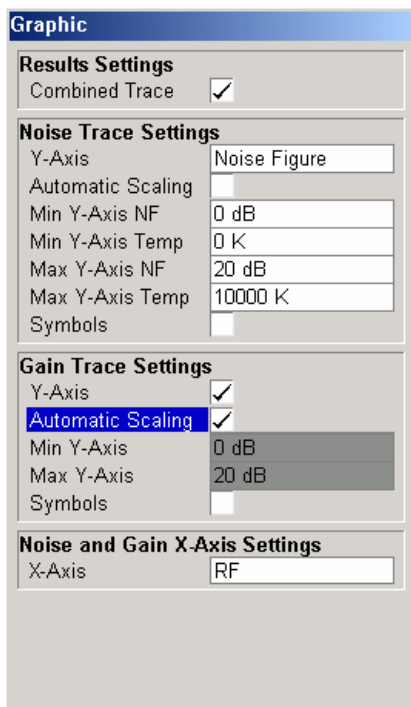 Graphic
Results Settings
Combined Trace
Noise Trace Settings
Y-Axis Noise Figure
Automatic Scaling
Min Y-Axis NF 0 dB
Min Y-Axis Temp 0 K
Max Y-Axis NF 20 dB
Max Y-Axis Temp 10000 K
Symbols
Gain Trace Settings
Y-Axis
Automatic Scaling
Min Y-Axis 0 dB
Max Y-Axis 20 dB
Symbols
Noise and Gain X-Axis Settings
X-Axis RF